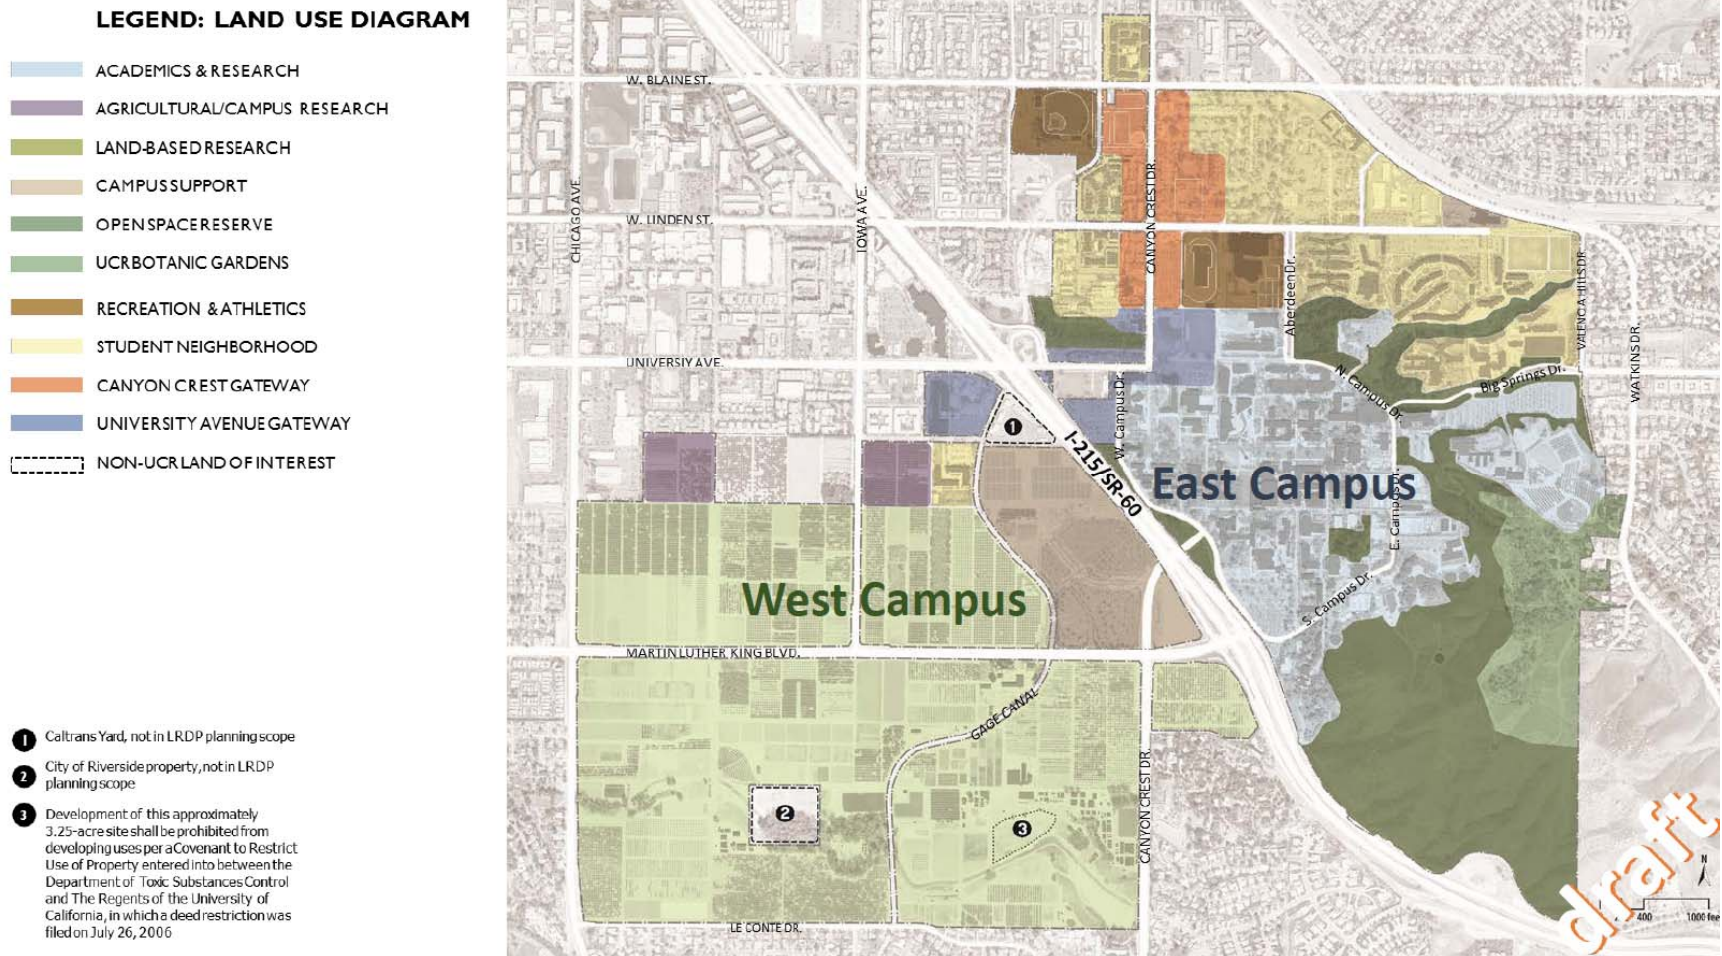 LEGEND: LAND USE DIAGRAM
ACADEMICS & RESEARCH
AGRICULTURAL/CAMPUS RESEARCH
LAND-BASED RESEARCH
CAMPUS SUPPORT
OPEN SPACE RESERVE
UCR BOTANIC GARDENS
RECREATION & ATHLETICS
STUDENT NEIGHBORHOOD
CANYON CREST GATEWAY
UNIVERSITY AVENUE GATEWAY
NON-UCR LAND OF INTEREST
1 Caltrans Yard, not in LRDP planning scope
2 City of Riverside property, not in LRDP
planning scope
3 Development of this approximately
3.25-acre site shall be prohibited from
developing uses per a Covenant to Restrict
Use of Property entered into between the
Department of Toxic Substances Control
and The Regents of the University of
California, in which a deed restriction was
filed on July 26, 2006
W. BLAINE ST.
CHICAGO AVE.
IOWA AVE.
CANYON CREST DR.
W. LINDEN ST.
CANYON CREST DR.
Aberdeen Dr.
VALENCIA HILLS DR.
WATKINS DR.
UNIVERSIY AVE.
W. Campus Dr.
N. Campus Dr.
Big Springs Dr.
1
I-215/SR-60
East Campus
E. Campus Dr.
West Campus
S. Campus Dr.
MARTIN LUTHER KING BLVD.
GAGE CANAL
CANYON CREST DR.
2
3
LE CONTE DR.
draft
N
400
1000 fee